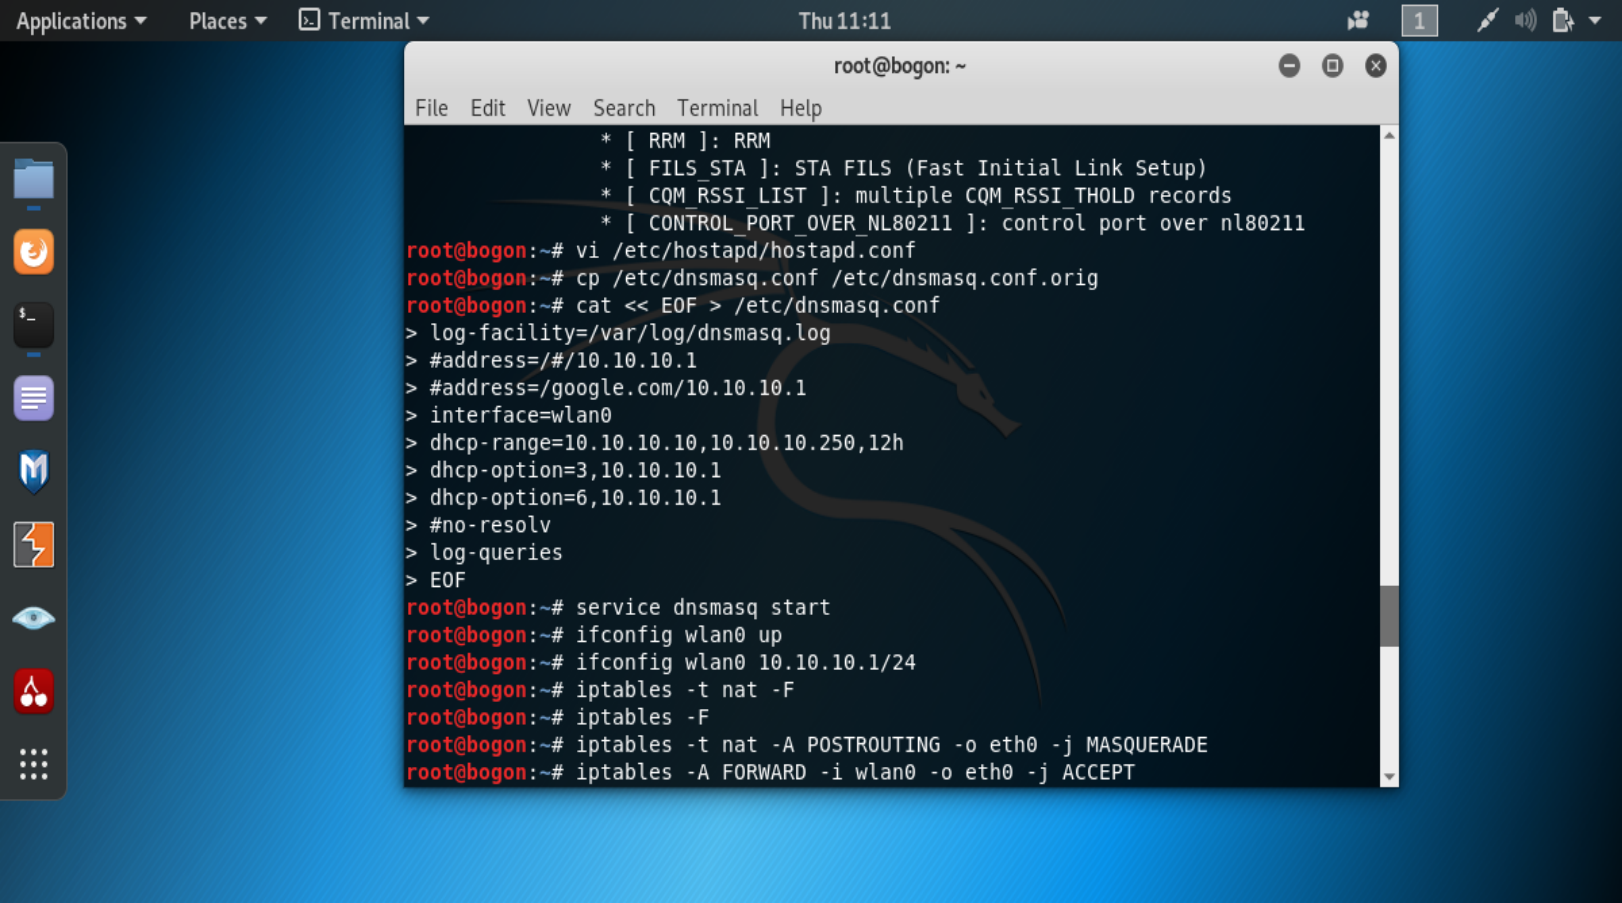 Applications Places Terminal Thu 11:11 1
root@bogon: ~
File Edit View Search Terminal Help
* [ RRM ]: RRM
* [ FILS_STA ]: STA FILS (Fast Initial Link Setup)
* [ CQM_RSSI_LIST ]: multiple CQM_RSSI_THOLD records
* [ CONTROL_PORT_OVER_NL80211 ]: control port over nl80211
root@bogon:~# vi /etc/hostapd/hostapd.conf
root@bogon:~# cp /etc/dnsmasq.conf /etc/dnsmasq.conf.orig
root@bogon:~# cat << EOF > /etc/dnsmasq.conf
> log-facility=/var/log/dnsmasq.log
> #address=/#/10.10.10.1
> #address=/google.com/10.10.10.1
> interface=wlan0
> dhcp-range=10.10.10.10,10.10.10.250,12h
> dhcp-option=3,10.10.10.1
> dhcp-option=6,10.10.10.1
> #no-resolv
> log-queries
> EOF
root@bogon:~# service dnsmasq start
root@bogon:~# ifconfig wlan0 up
root@bogon:~# ifconfig wlan0 10.10.10.1/24
root@bogon:~# iptables -t nat -F
root@bogon:~# iptables -F
root@bogon:~# iptables -t nat -A POSTROUTING -o eth0 -j MASQUERADE
root@bogon:~# iptables -A FORWARD -i wlan0 -o eth0 -j ACCEPT
$_